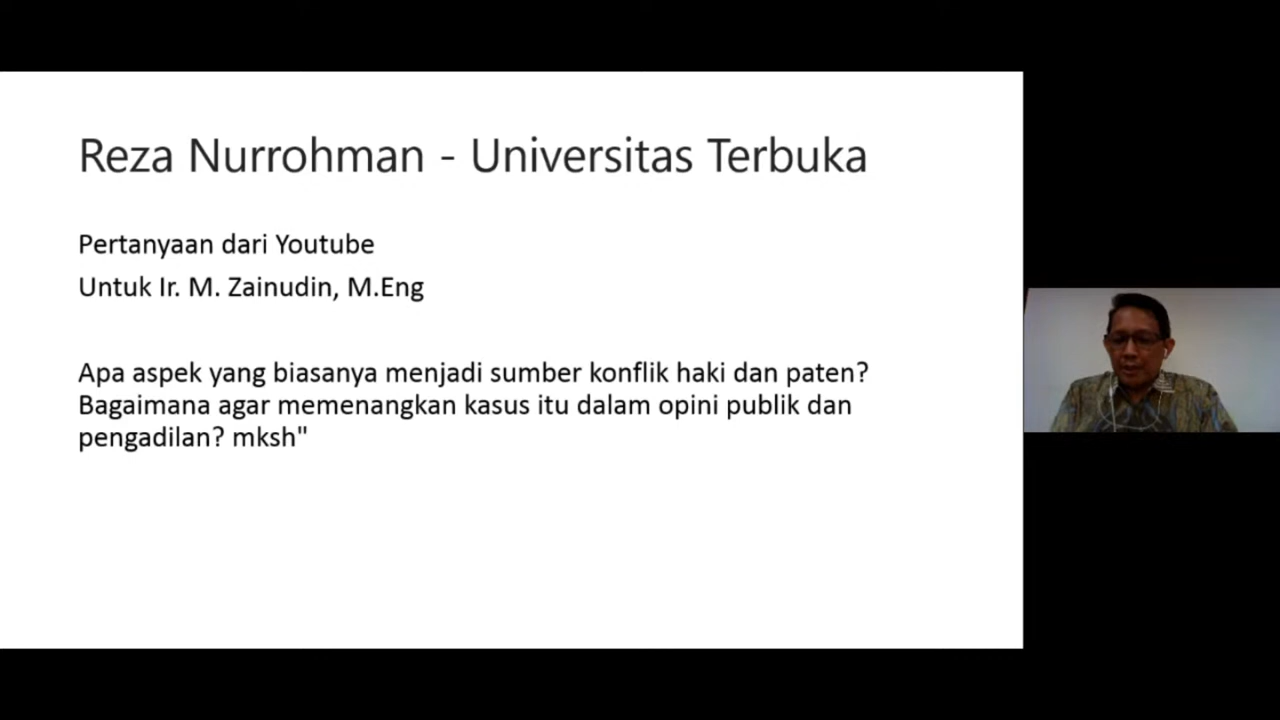 Reza Nurrohman - Universitas Terbuka
Pertanyaan dari Youtube
Untuk Ir. M. Zainudin, M.Eng
Apa aspek yang biasanya menjadi sumber konflik haki dan paten?
Bagaimana agar memenangkan kasus itu dalam opini publik dan
pengadilan? mksh"